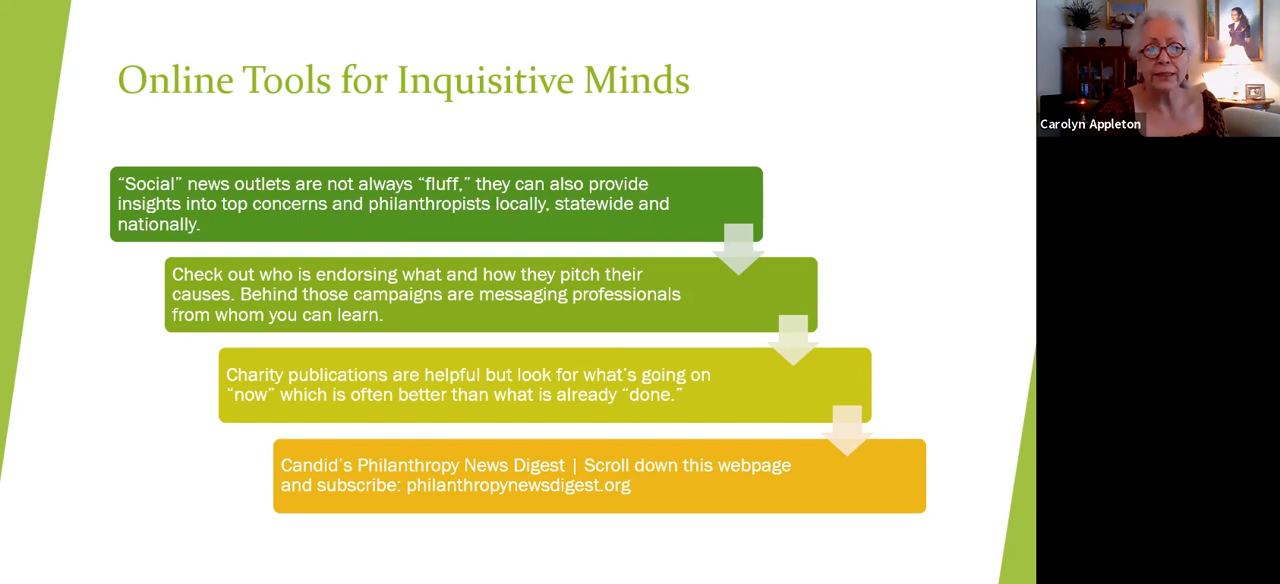 Online Tools for Inquisitive Minds
Carolyn Appleton
“Social” news outlets are not always “fluff,” they can also provide
insights into top concerns and philanthropists locally, statewide and
nationally.
Check out who is endorsing what and how they pitch their
causes. Behind those campaigns are messaging professionals
from whom you can learn.
Charity publications are helpful but look for what’s going on
“now” which is often better than what is already “done.”
Candid’s Philanthropy News Digest | Scroll down this webpage
and subscribe: philanthropynewsdigest.org